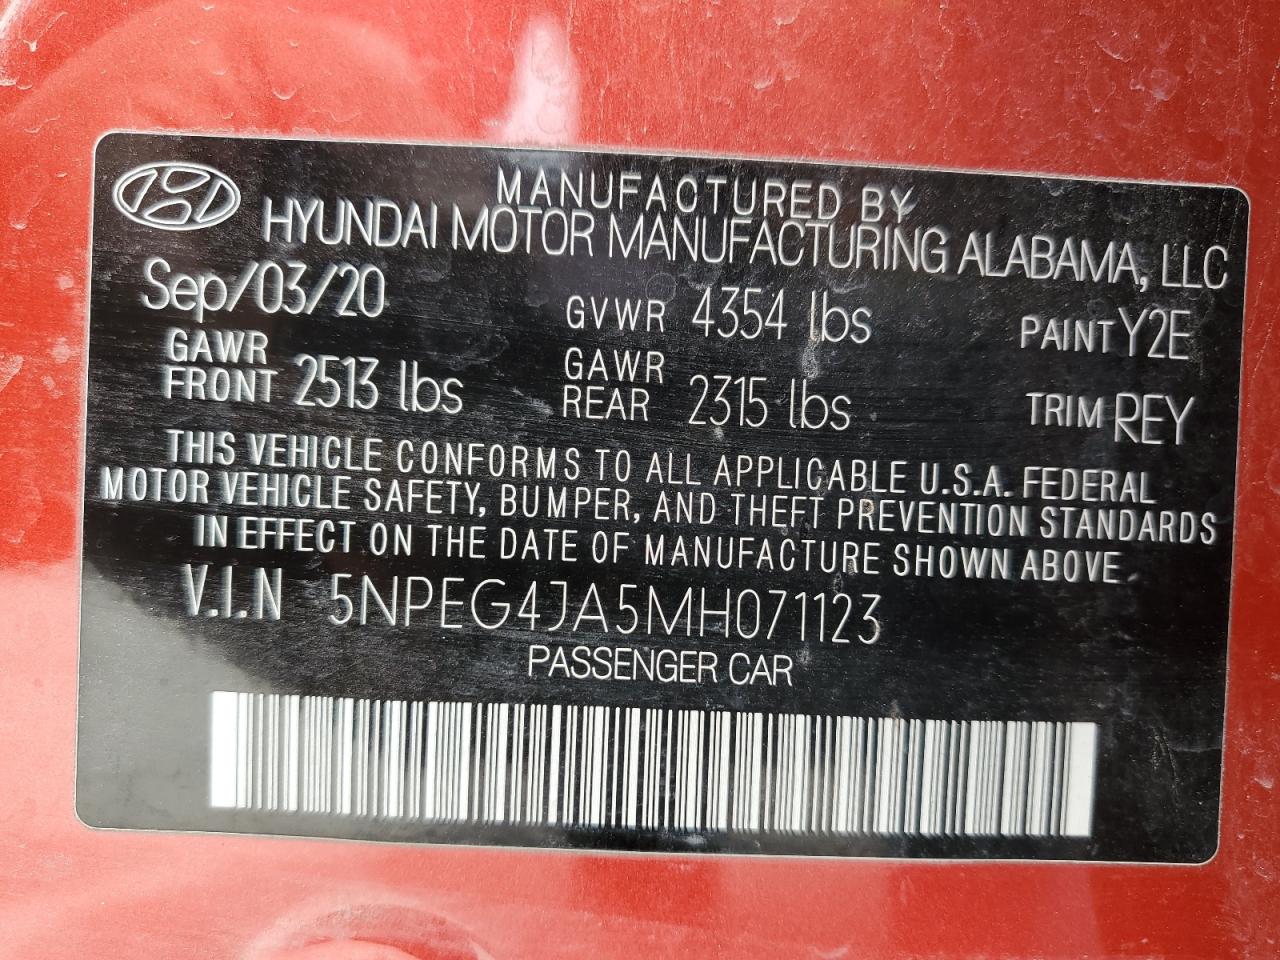 MANUFACTURED BY
HYUNDAI MOTOR MANUFACTURING ALABAMA, LLC
Sep/03/20 GVWR 4354 lbs PAINT Y2E
GAWR FRONT 2513 lbs GAWR REAR 2315 lbs TRIM REY
THIS VEHICLE CONFORMS TO ALL APPLICABLE U.S.A. FEDERAL
MOTOR VEHICLE SAFETY, BUMPER, AND THEFT PREVENTION STANDARDS
IN EFFECT ON THE DATE OF MANUFACTURE SHOWN ABOVE.
V.I.N 5NPEG4JA5MH071123
PASSENGER CAR